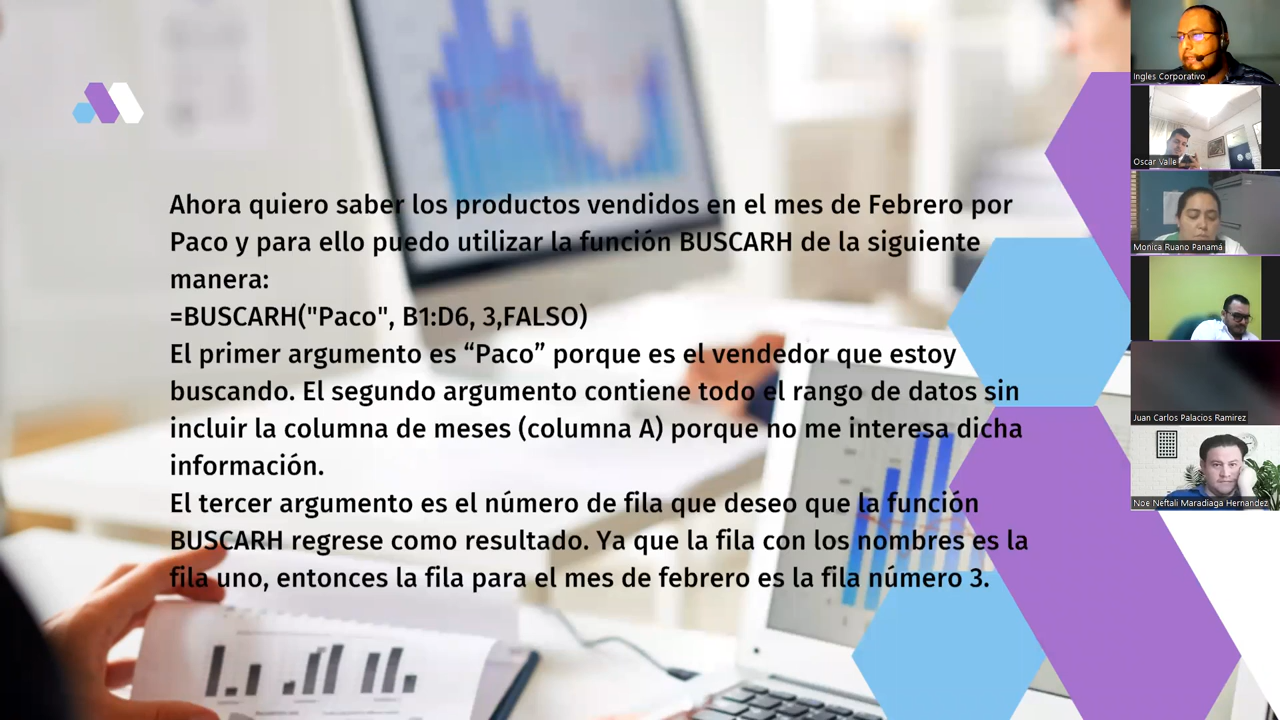 Ahora quiero saber los productos vendidos en el mes de Febrero por
Paco y para ello puedo utilizar la función BUSCARH de la siguiente
manera:
=BUSCARH("Paco", B1:D6, 3,FALSO)
El primer argumento es “Paco” porque es el vendedor que estoy
buscando. El segundo argumento contiene todo el rango de datos sin
incluir la columna de meses (columna A) porque no me interesa dicha
información.
El tercer argumento es el número de fila que deseo que la función
BUSCARH regrese como resultado. Ya que la fila con los nombres es la
fila uno, entonces la fila para el mes de febrero es la fila número 3.
Ingles Corporativo
Oscar Valle
Monica Ruano Panamá
Juan Carlos Palacios Ramirez
Noe Neftali Maradiaga Hernandez